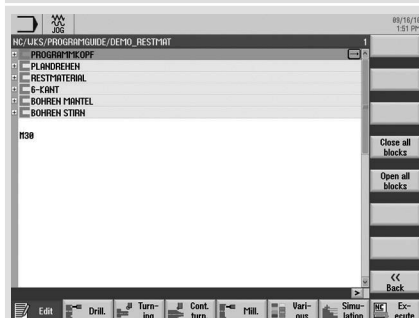 JOG
09/16/10
1:51 PM
NC/WKS/PROGRAMGUIDE/DEMO_RESTMAT 1
PROGRAMMKOPF
PLANDREHEN
RESTMATERIAL
6-KANT
BOHREN MANTEL
BOHREN STIRN
M30
Close all
blocks
Open all
blocks
<<
Back
Edit
Drill.
Turn-
ing
Cont.
turn.
Mill.
Vari-
ous
Simu-
lation
NC
Ex-
ecute